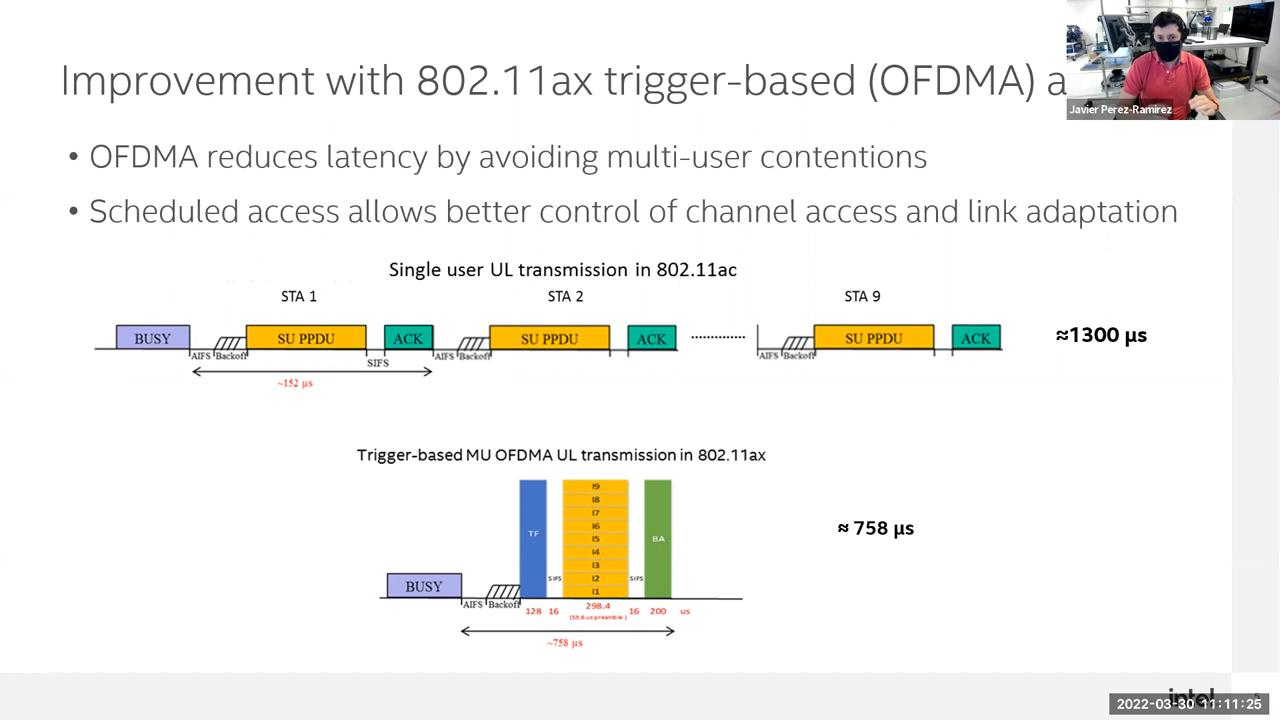 Improvement with 802.11ax trigger-based (OFDMA) a
Javier Perez-Ramirez
• OFDMA reduces latency by avoiding multi-user contentions
• Scheduled access allows better control of channel access and link adaptation
Single user UL transmission in 802.11ac
STA 1 STA 2 STA 9
BUSY SU PPDU ACK SU PPDU ACK SU PPDU ACK ≈1300 µs
AIFS Backoff SIFS AIFS Backoff AIFS Backoff
~152 µs
Trigger-based MU OFDMA UL transmission in 802.11ax
I9
I8
I7
I6
TF I5 BA ≈ 758 µs
I4
I3
BUSY SIFS I2 SIFS
I1
AIFS Backoff 128 16 298.4 16 200 us
(53.6 us preamble )
~758 µs
intel
5
2022-03-30 11:11:25